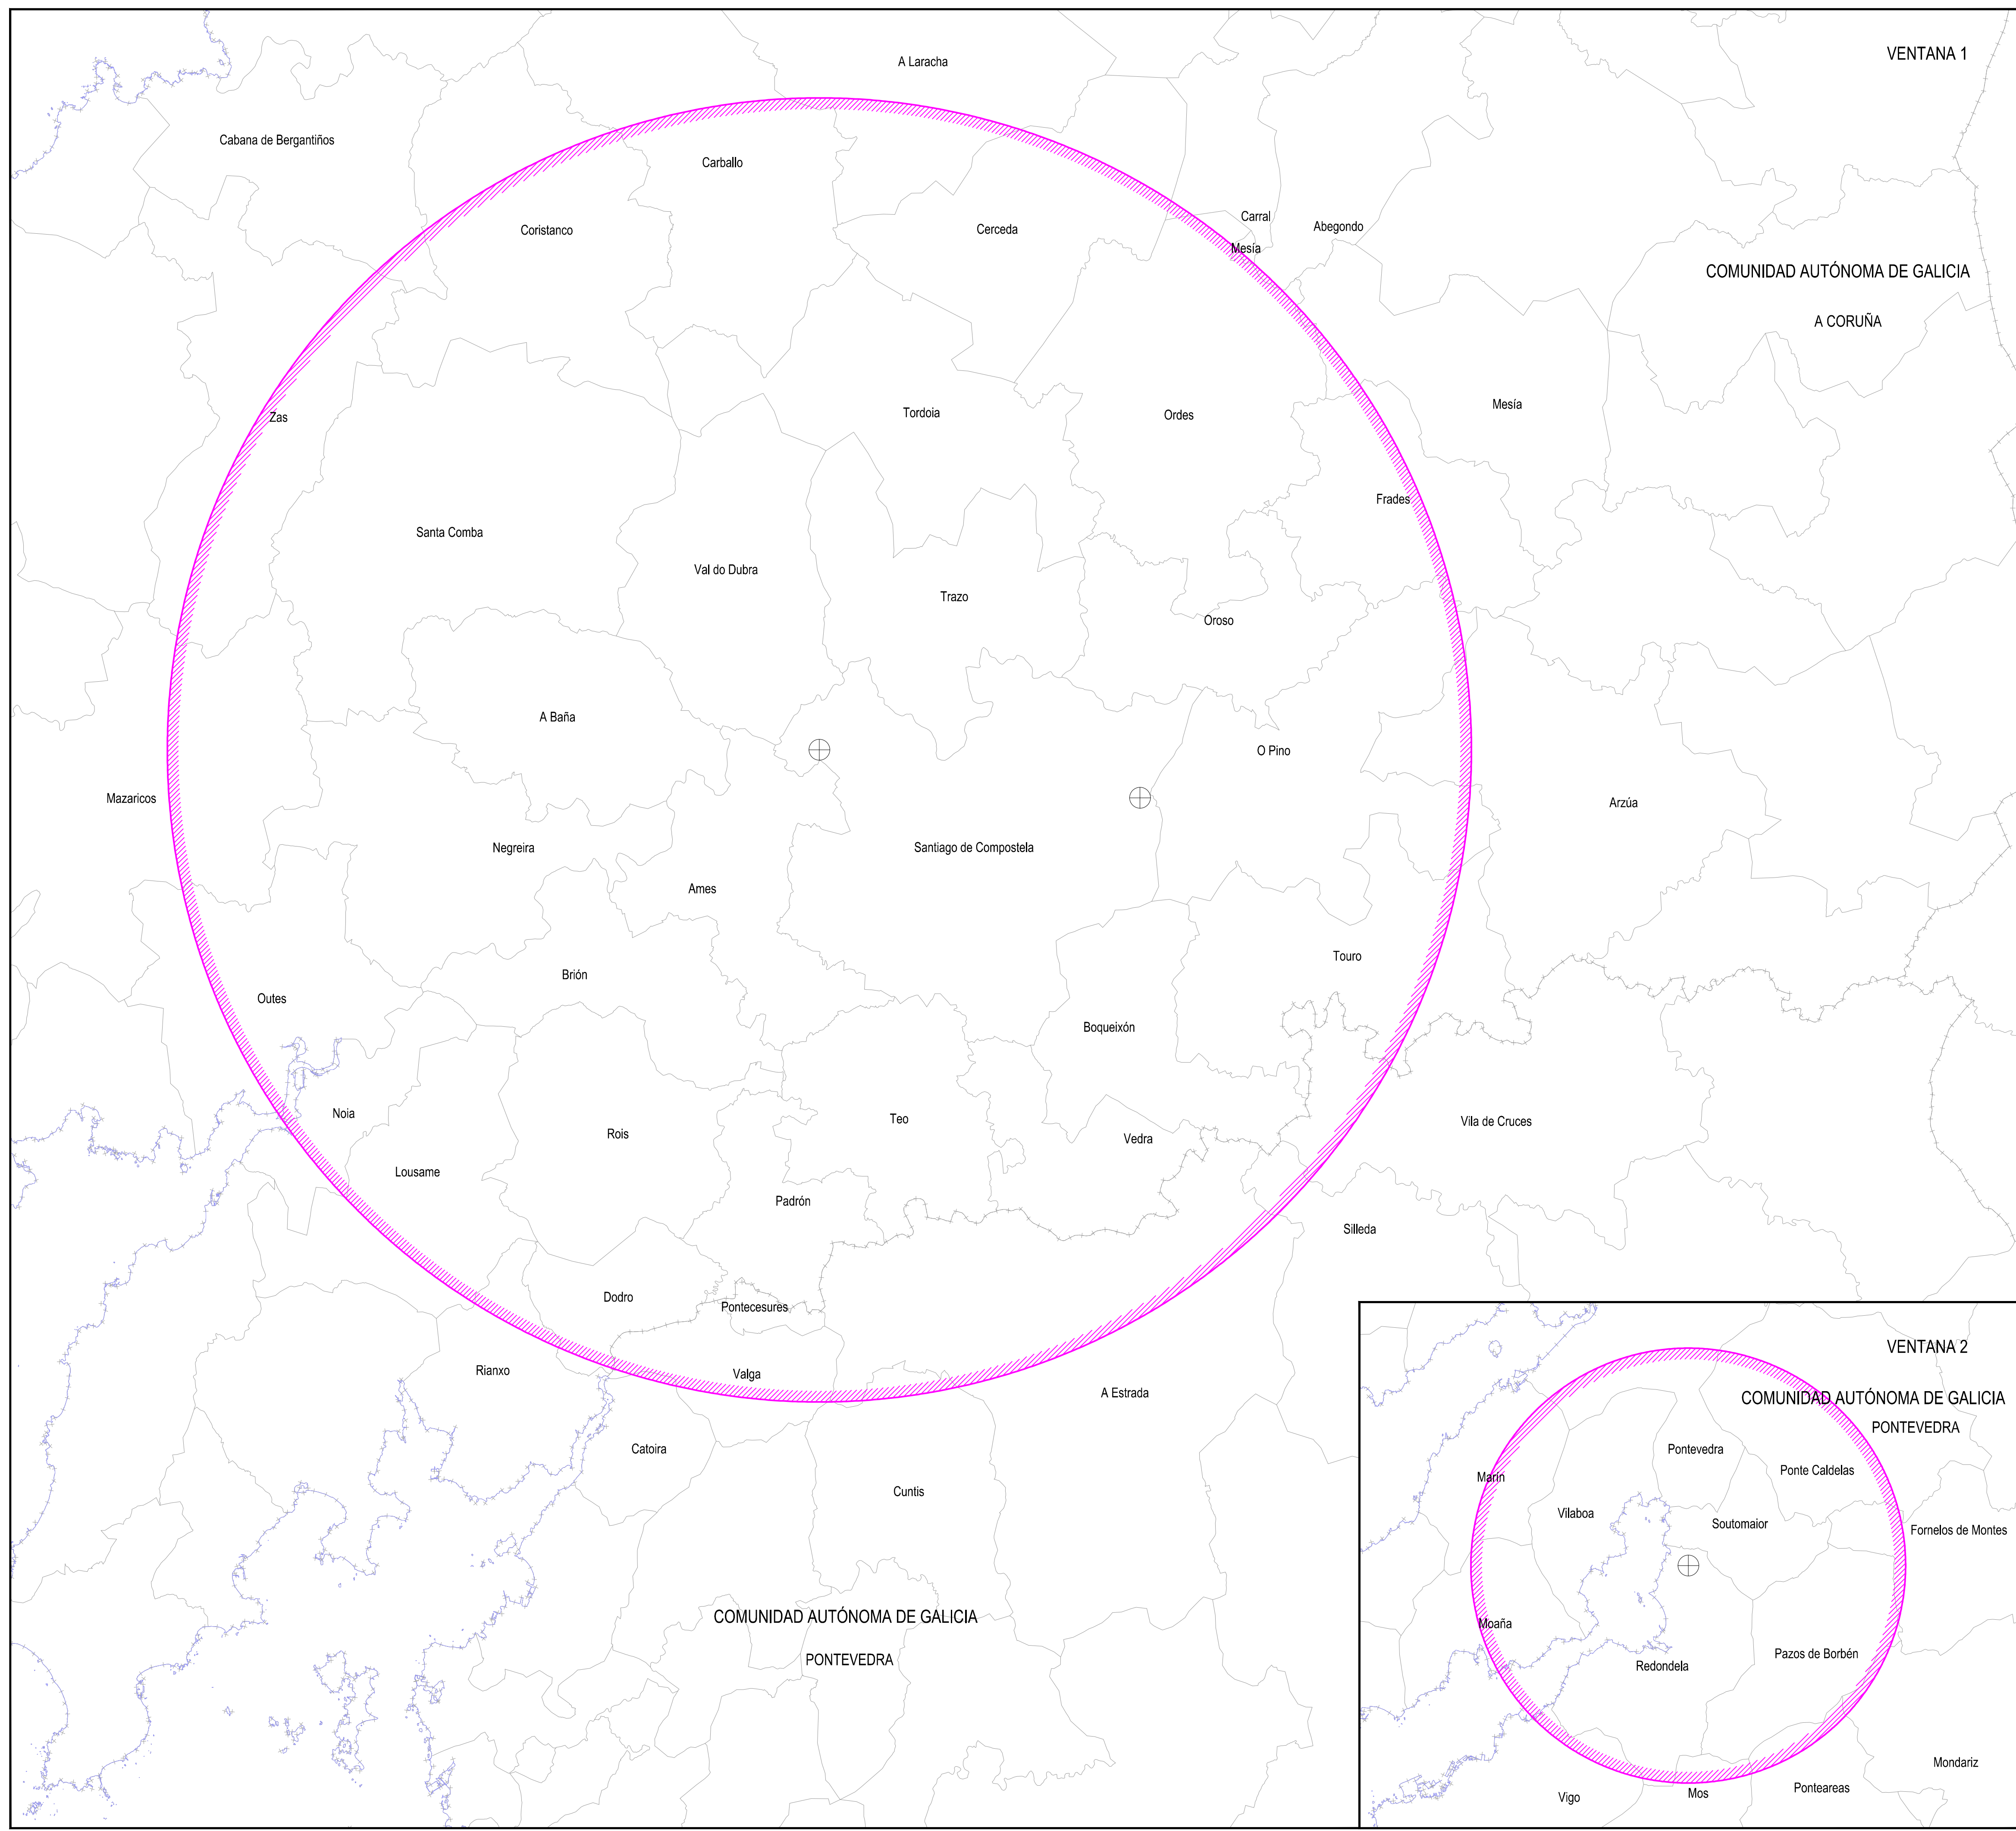 VENTANA 1
A Laracha
Cabana de Bergantiños
Carballo
Coristanco
Cerceda
Carral
Abegondo
Mesía
COMUNIDAD AUTÓNOMA DE GALICIA
A CORUÑA
Zas
Tordoia
Ordes
Mesía
Frades
Santa Comba
Val do Dubra
Trazo
Oroso
A Baña
O Pino
Mazaricos
Arzúa
Negreira
Santiago de Compostela
Ames
Brión
Touro
Outes
Boqueixón
Noia
Teo
Vila de Cruces
Rois
Vedra
Lousame
Padrón
Silleda
Dodro
Pontecesures
Rianxo
Valga
A Estrada
Catoira
Cuntis
COMUNIDAD AUTÓNOMA DE GALICIA
PONTEVEDRA
VENTANA 2
COMUNIDAD AUTÓNOMA DE GALICIA
PONTEVEDRA
Pontevedra
Ponte Caldelas
Marín
Vilaboa
Soutomaior
Fornelos de Montes
Moaña
Pazos de Borbén
Redondela
Mondariz
Ponteareas
Mos
Vigo